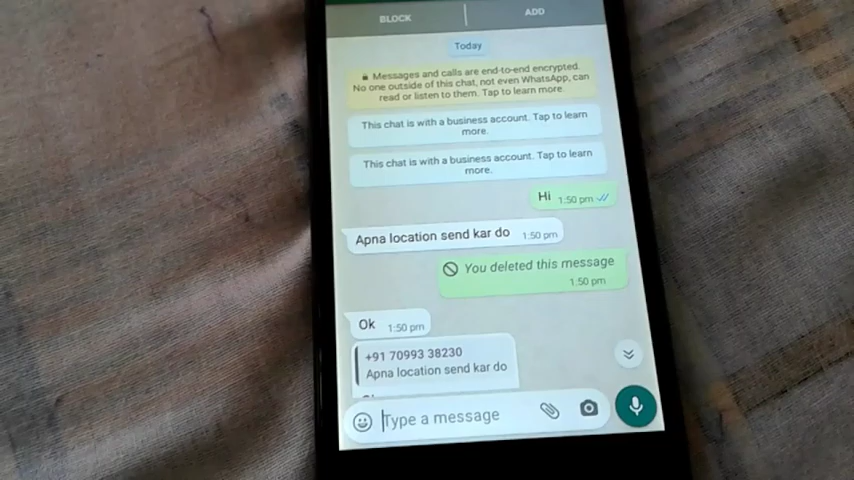 BLOCK
ADD
Today
Messages and calls are end-to-end encrypted.
No one outside of this chat, not even WhatsApp, can
read or listen to them. Tap to learn more.
This chat is with a business account. Tap to learn
more.
This chat is with a business account. Tap to learn
more.
Hi 1:50 pm
Apna location send kar do 1:50 pm
You deleted this message
1:50 pm
Ok 1:50 pm
+91 70993 38230
Apna location send kar do
Type a message